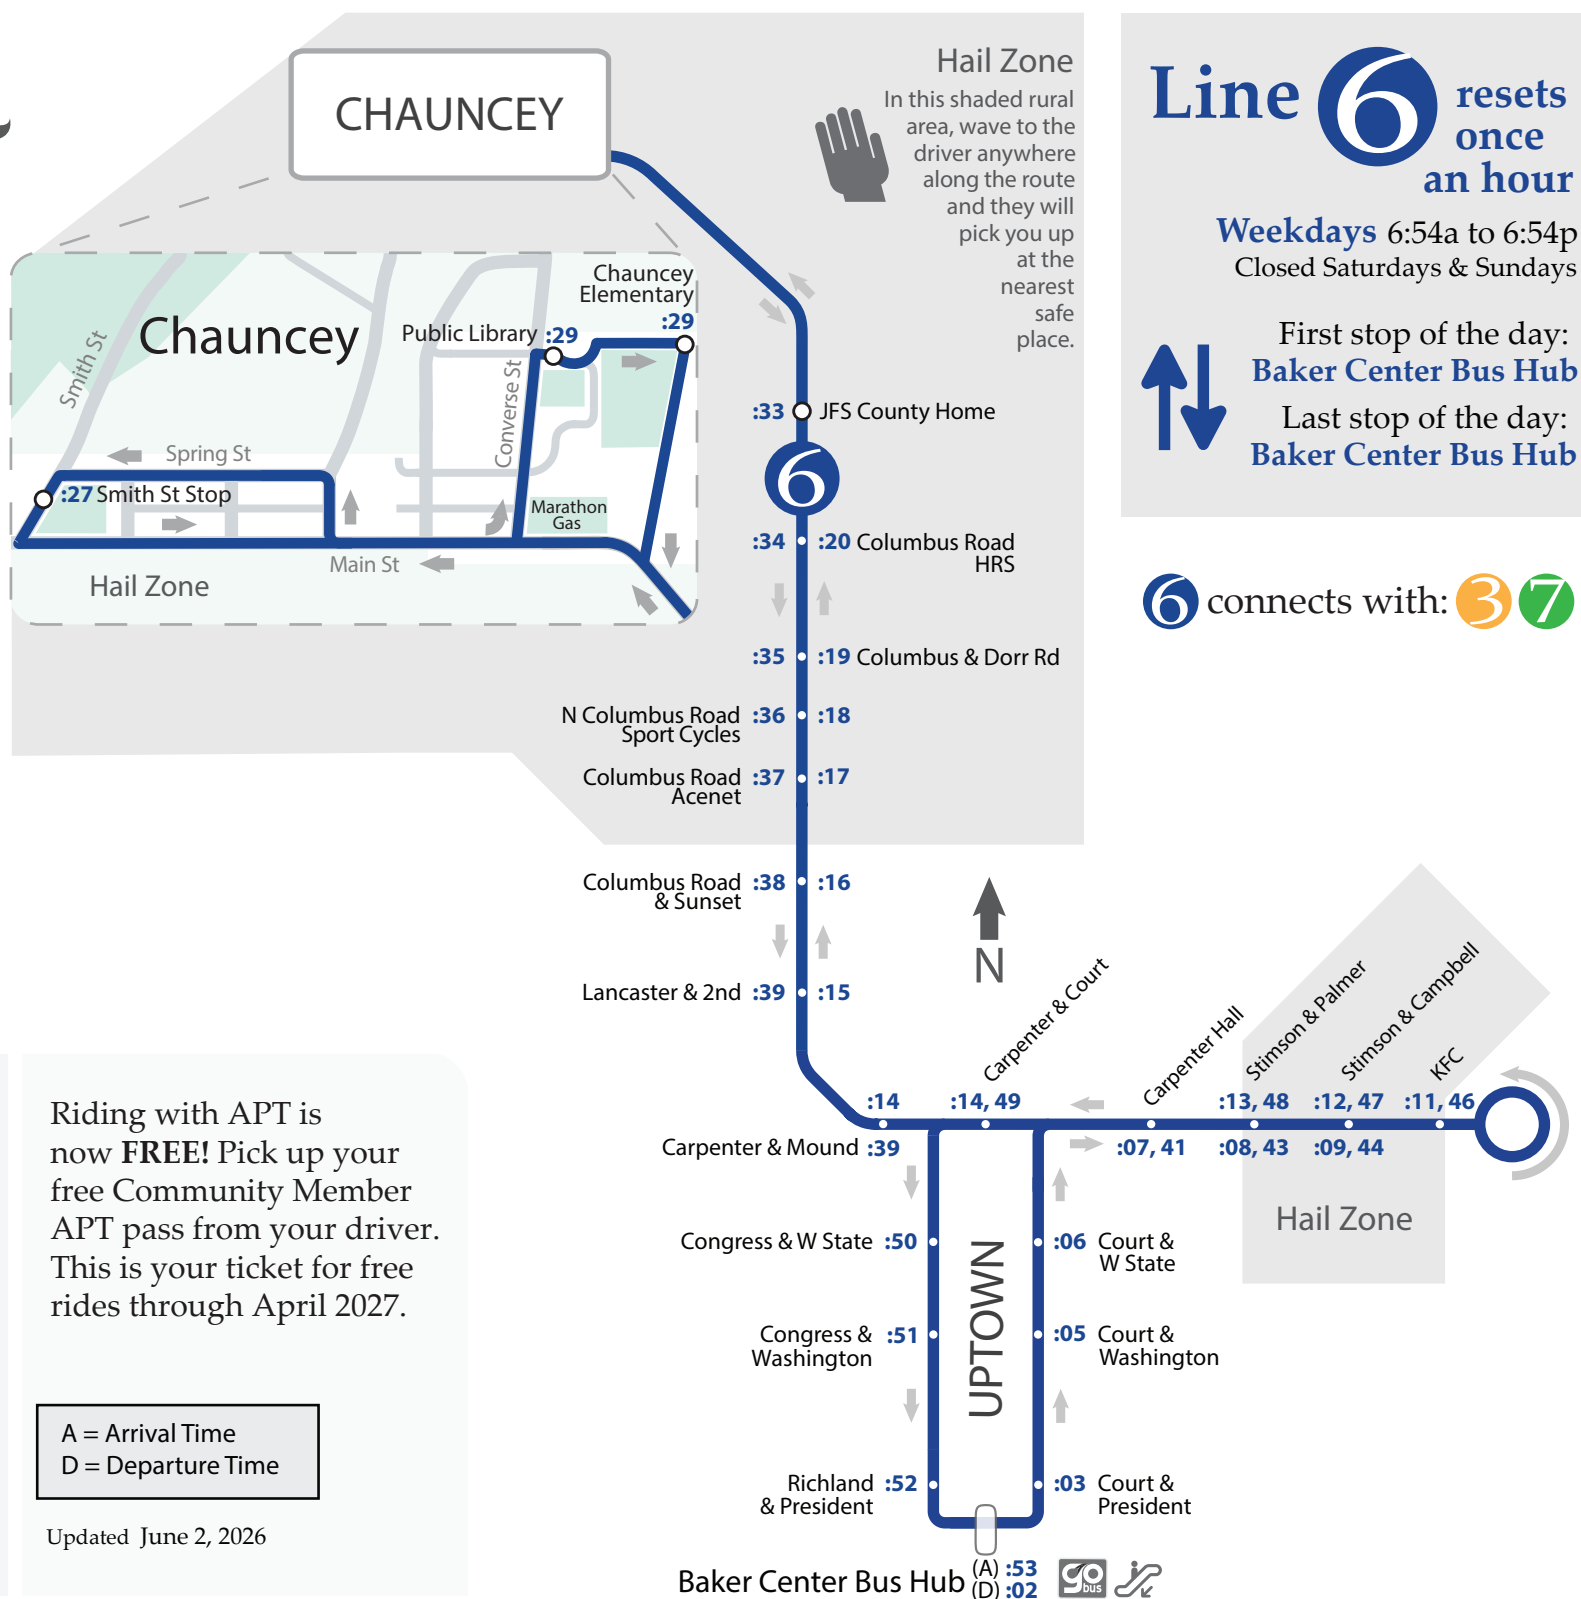 CHAUNCEY
Hail Zone
In this shaded rural
area, wave to the
driver anywhere
along the route
and they will
pick you up
at the
nearest
safe
place.
Line 6 resets
once
an hour
Weekdays 6:54a to 6:54p
Closed Saturdays & Sundays
First stop of the day:
Baker Center Bus Hub
Last stop of the day:
Baker Center Bus Hub
6 connects with: 3 7
Chauncey
Chauncey
Elementary
:29
Public Library :29
Smith St
Converse St
Spring St
:27 Smith St Stop
Marathon
Gas
Main St
Hail Zone
:33 JFS County Home
6
:34 :20 Columbus Road
HRS
:35 :19 Columbus & Dorr Rd
N Columbus Road :36 :18
Sport Cycles
Columbus Road :37 :17
Acenet
Columbus Road :38 :16
& Sunset
N
Lancaster & 2nd :39 :15
Carpenter & Court
Carpenter Hall
Stimson & Palmer
Stimson & Campbell
KFC
:14 :14, 49 :13, 48 :12, 47 :11, 46
Carpenter & Mound :39 :07, 41 :08, 43 :09, 44
Hail Zone
Congress & W State :50 :06 Court &
W State
UPTOWN
Congress & :51 :05 Court &
Washington Washington
Richland :52 :03 Court &
& President President
Baker Center Bus Hub (A) :53
(D) :02
go
bus
Riding with APT is
now FREE! Pick up your
free Community Member
APT pass from your driver.
This is your ticket for free
rides through April 2027.
A = Arrival Time
D = Departure Time
Updated June 2, 2026